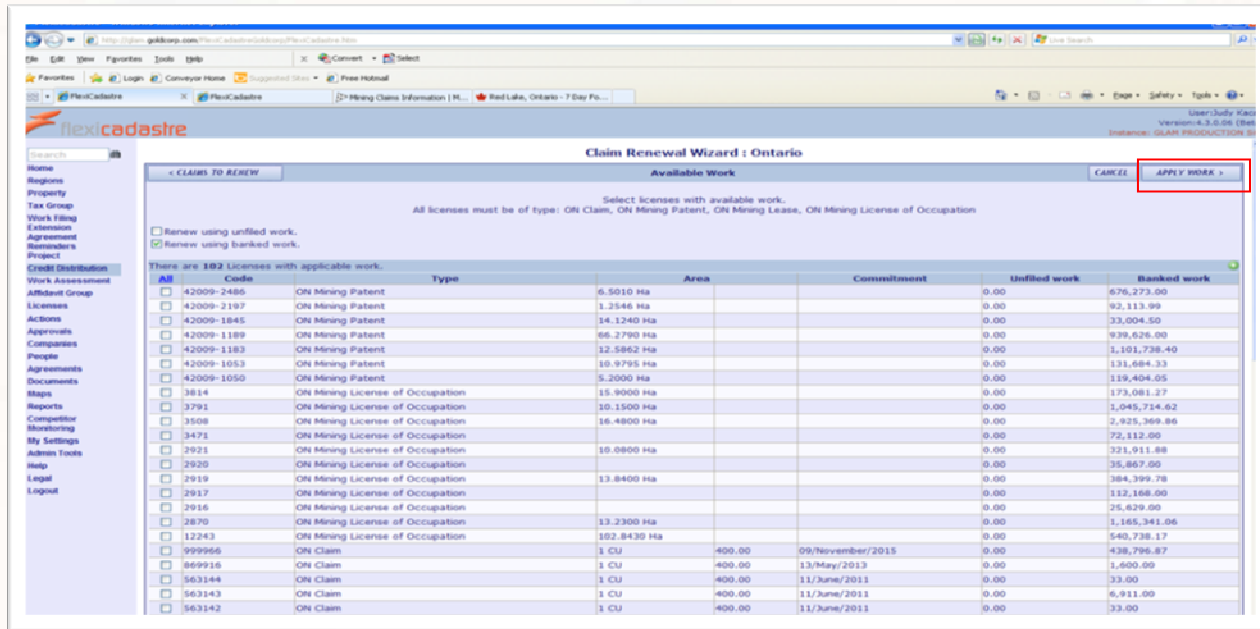 http://glam.goldcorp.com/FlexiCadastreGoldcorp/FlexiCadastre.htm
Live Search
File Edit View Favorites Tools Help
Convert Select
Favorites Login Conveyor Home Suggested Sites Free Hotmail
FlexiCadastre FlexiCadastre Mining Claims Information | M... Red Lake, Ontario - 7 Day Fo...
Page Safety Tools
flexicadastre
User:Judy
Version:4.3.0.06 (Bet
Instance: GLAM PRODUCTION
Search
Home
Regions
Property
Tax Group
Work Filing
Extension
Agreement
Reminders
Project
Credit Distribution
Work Assessment
Affidavit Group
Licenses
Actions
Approvals
Companies
People
Agreements
Documents
Maps
Reports
Competitor
Monitoring
My Settings
Admin Tools
Help
Legal
Logout
Claim Renewal Wizard : Ontario
< CLAIMS TO RENEW Available Work CANCEL APPLY WORK >
Select licenses with available work.
All licenses must be of type: ON Claim, ON Mining Patent, ON Mining Lease, ON Mining License of Occupation
Renew using unfiled work.
Renew using banked work.
There are 102 Licenses with applicable work.
All Code Type Area Commitment Unfiled work Banked work
42009-2486 ON Mining Patent 6.5010 Ha 0.00 676,273.00
42009-2197 ON Mining Patent 1.2546 Ha 0.00 92,113.99
42009-1845 ON Mining Patent 14.1240 Ha 0.00 33,004.50
42009-1189 ON Mining Patent 66.2790 Ha 0.00 939,626.00
42009-1183 ON Mining Patent 12.5862 Ha 0.00 1,101,738.40
42009-1053 ON Mining Patent 10.9795 Ha 0.00 131,684.33
42009-1050 ON Mining Patent 5.2000 Ha 0.00 119,404.05
3814 ON Mining License of Occupation 15.9000 Ha 0.00 173,081.27
3791 ON Mining License of Occupation 10.1500 Ha 0.00 1,045,714.62
3508 ON Mining License of Occupation 16.4800 Ha 0.00 2,925,369.86
3471 ON Mining License of Occupation 0.00 72,112.00
2921 ON Mining License of Occupation 10.0800 Ha 0.00 321,911.88
2920 ON Mining License of Occupation 0.00 35,867.00
2919 ON Mining License of Occupation 13.8400 Ha 0.00 384,399.78
2917 ON Mining License of Occupation 0.00 112,168.00
2916 ON Mining License of Occupation 0.00 25,629.00
2870 ON Mining License of Occupation 13.2300 Ha 0.00 1,165,341.06
12243 ON Mining License of Occupation 102.8430 Ha 0.00 540,738.17
999966 ON Claim 1 CU 400.00 09/November/2015 0.00 438,796.87
869916 ON Claim 1 CU 400.00 13/May/2013 0.00 1,600.00
563144 ON Claim 1 CU 400.00 11/June/2011 0.00 33.00
563143 ON Claim 1 CU 400.00 11/June/2011 0.00 6,911.00
563142 ON Claim 1 CU 400.00 11/June/2011 0.00 33.00